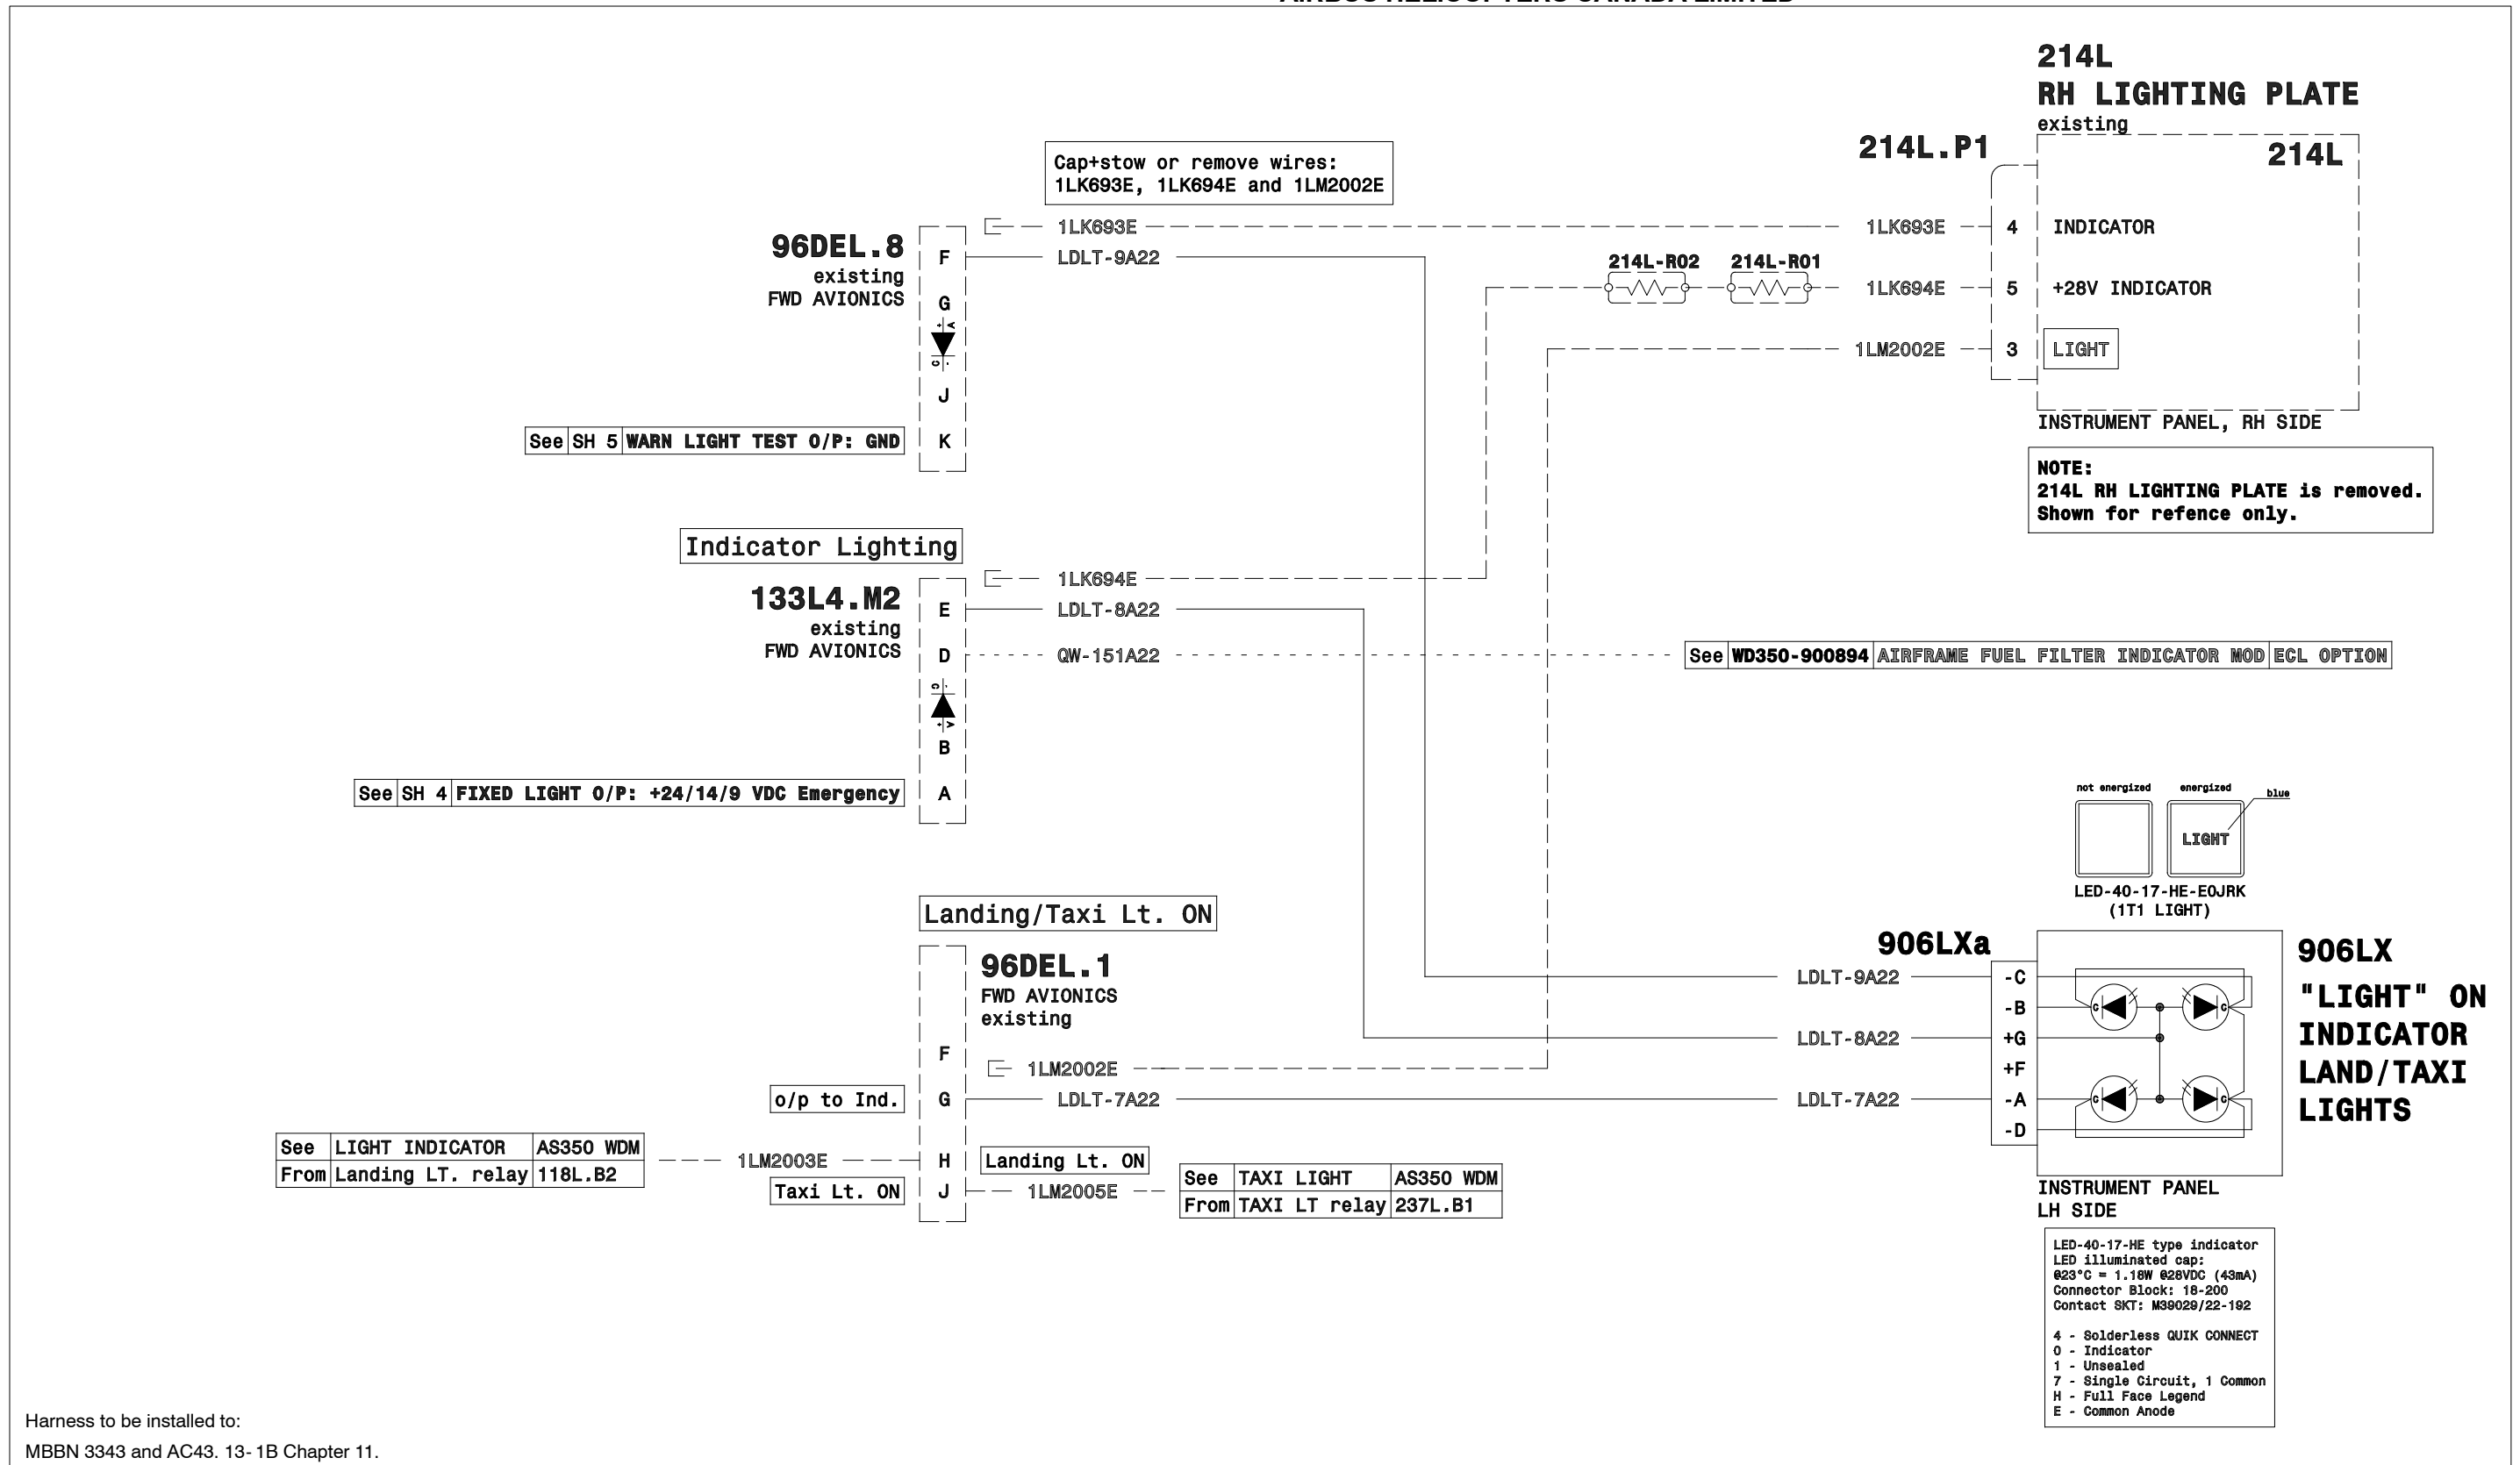 AIRBUS HELICOPTERS CANADA LIMITED
214L
RH LIGHTING PLATE
existing
214L.P1
214L
Cap+stow or remove wires:
1LK693E, 1LK694E and 1LM2002E
1LK693E
1LK693E
4
INDICATOR
96DEL.8
existing
FWD AVIONICS
F
LDLT-9A22
214L-R02
214L-R01
G
1LK694E
5
+28V INDICATOR
A
+
C
-
1LM2002E
3
LIGHT
J
INSTRUMENT PANEL, RH SIDE
See SH 5 WARN LIGHT TEST O/P: GND
K
NOTE:
214L RH LIGHTING PLATE is removed.
Shown for refence only.
Indicator Lighting
1LK694E
133L4.M2
existing
FWD AVIONICS
E
LDLT-8A22
D
QW-151A22
See WD350-900894 AIRFRAME FUEL FILTER INDICATOR MOD ECL OPTION
C
-
A
+
B
See SH 4 FIXED LIGHT O/P: +24/14/9 VDC Emergency
A
not energized
energized
blue
LIGHT
LED-40-17-HE-E0JRK
(1T1 LIGHT)
Landing/Taxi Lt. ON
96DEL.1
FWD AVIONICS
existing
906LXa
906LX
"LIGHT" ON
INDICATOR
LAND/TAXI
LIGHTS
LDLT-9A22
-C
-B
C
C
LDLT-8A22
+G
F
1LM2002E
+F
o/p to Ind.
G
LDLT-7A22
LDLT-7A22
-A
C
C
-D
See LIGHT INDICATOR AS350 WDM
From Landing LT. relay 118L.B2
1LM2003E
H
Landing Lt. ON
Taxi Lt. ON
J
1LM2005E
See TAXI LIGHT AS350 WDM
From TAXI LT relay 237L.B1
INSTRUMENT PANEL
LH SIDE
LED-40-17-HE type indicator
LED illuminated cap:
@23°C = 1.18W @28VDC (43mA)
Connector Block: 18-200
Contact SKT: M39029/22-192
4 - Solderless QUIK CONNECT
0 - Indicator
1 - Unsealed
7 - Single Circuit, 1 Common
H - Full Face Legend
E - Common Anode
Harness to be installed to:
MBBN 3343 and AC43. 13-1B Chapter 11.